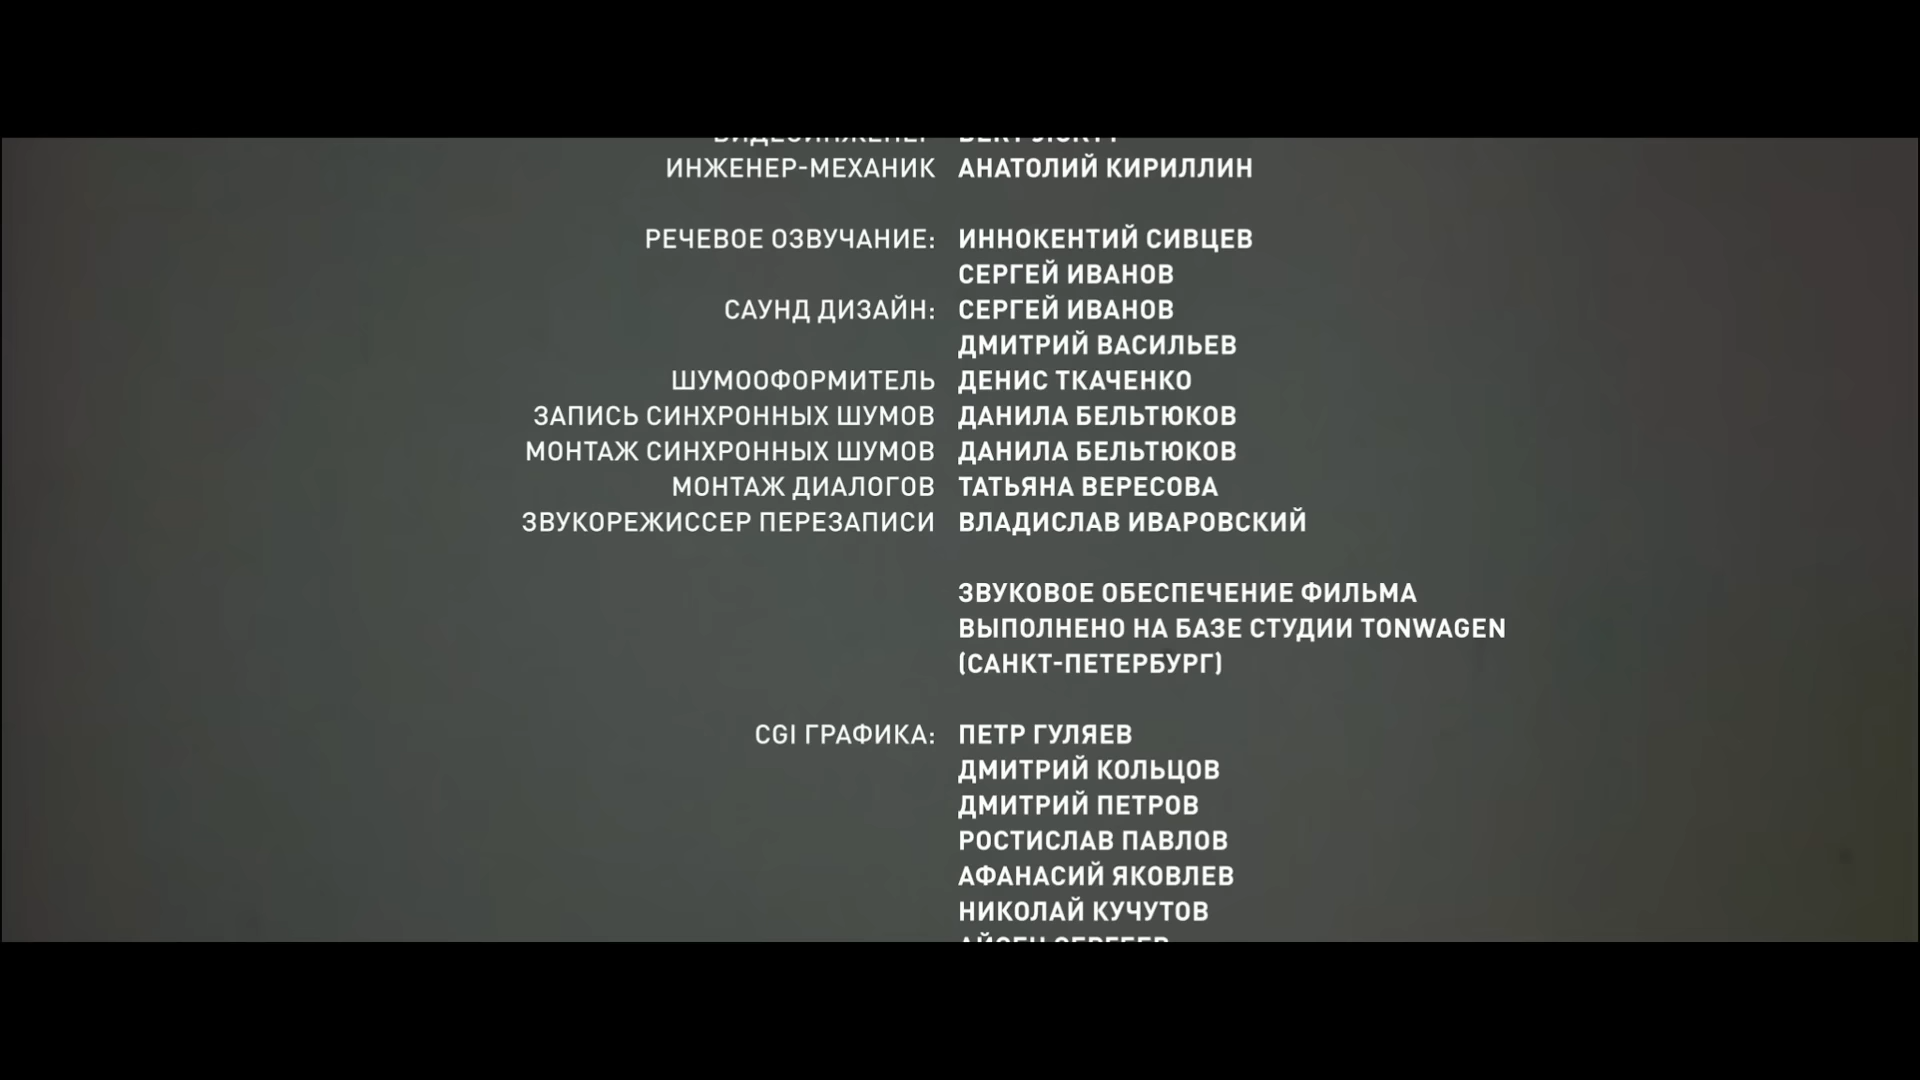 ИНЖЕНЕР-МЕХАНИК АНАТОЛИЙ КИРИЛЛИН
РЕЧЕВОЕ ОЗВУЧАНИЕ: ИННОКЕНТИЙ СИВЦЕВ
СЕРГЕЙ ИВАНОВ
САУНД ДИЗАЙН: СЕРГЕЙ ИВАНОВ
ДМИТРИЙ ВАСИЛЬЕВ
ШУМООФОРМИТЕЛЬ ДЕНИС ТКАЧЕНКО
ЗАПИСЬ СИНХРОННЫХ ШУМОВ ДАНИЛА БЕЛЬТЮКОВ
МОНТАЖ СИНХРОННЫХ ШУМОВ ДАНИЛА БЕЛЬТЮКОВ
МОНТАЖ ДИАЛОГОВ ТАТЬЯНА ВЕРЕСОВА
ЗВУКОРЕЖИССЕР ПЕРЕЗАПИСИ ВЛАДИСЛАВ ИВАРОВСКИЙ
ЗВУКОВОЕ ОБЕСПЕЧЕНИЕ ФИЛЬМА
ВЫПОЛНЕНО НА БАЗЕ СТУДИИ TONWAGEN
(САНКТ-ПЕТЕРБУРГ)
CGI ГРАФИКА: ПЕТР ГУЛЯЕВ
ДМИТРИЙ КОЛЬЦОВ
ДМИТРИЙ ПЕТРОВ
РОСТИСЛАВ ПАВЛОВ
АФАНАСИЙ ЯКОВЛЕВ
НИКОЛАЙ КУЧУТОВ